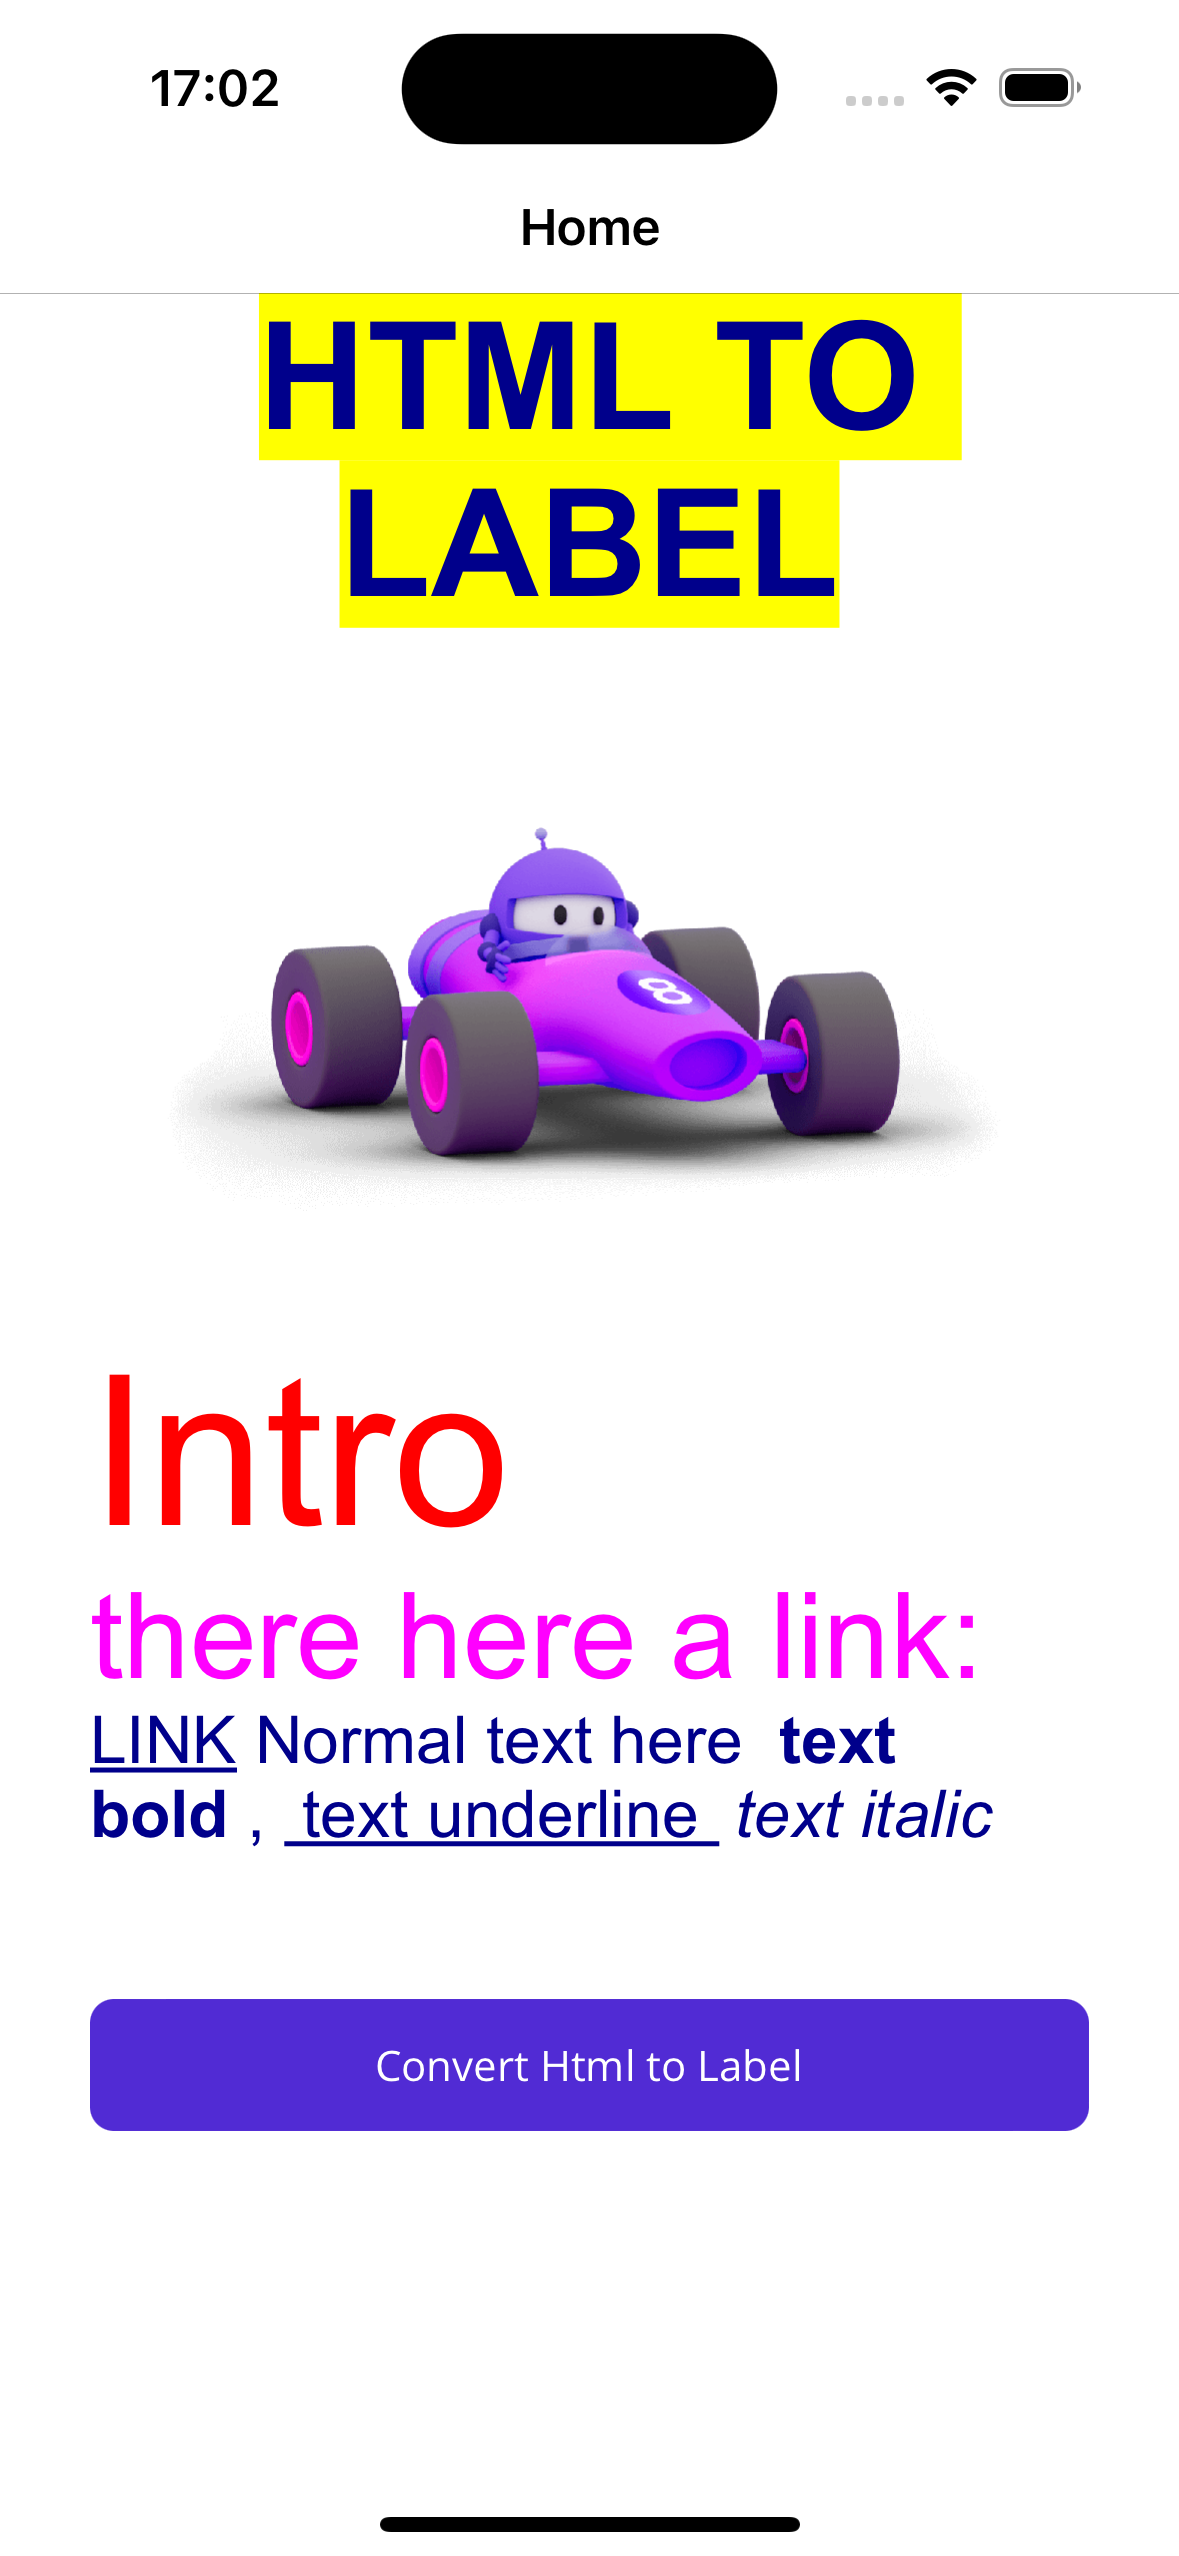 17:02
Home
HTML TO
LABEL
8
Intro
there here a link:
LINK Normal text here  text
bold ,  text underline  text italic
Convert Html to Label